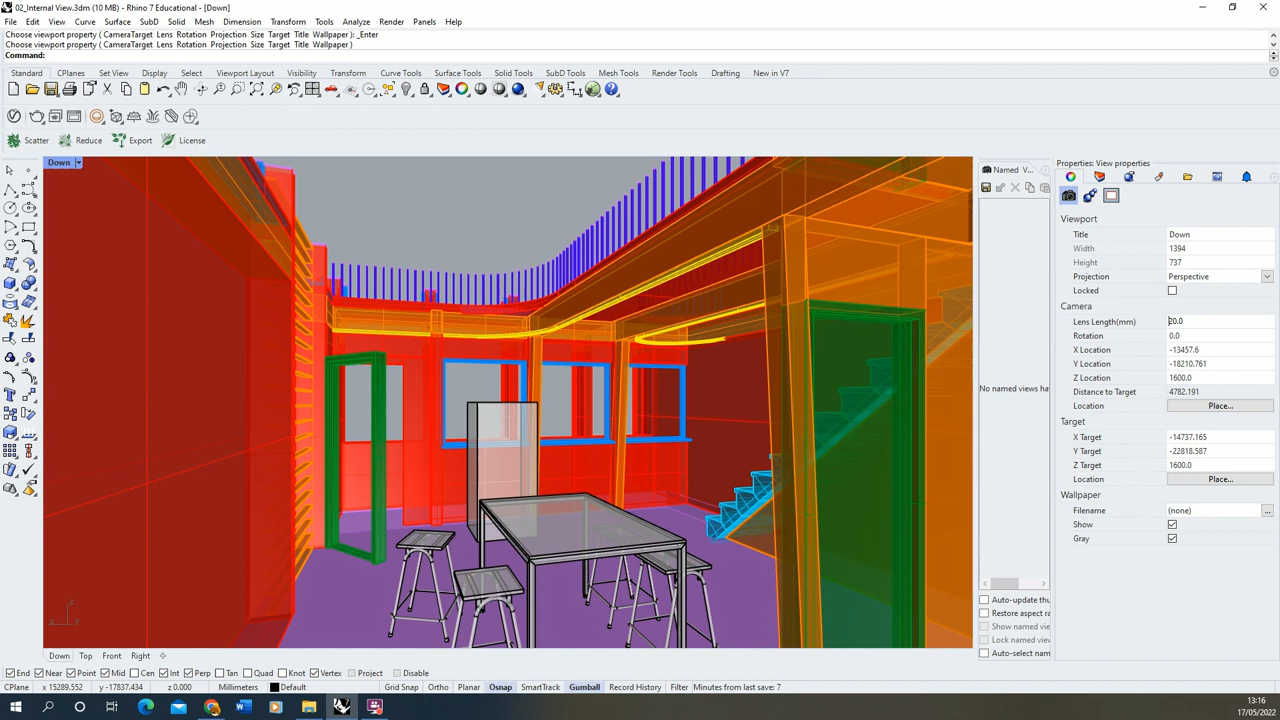 02_Internal View.3dm (10 MB) - Rhino 7 Educational - [Down]
File Edit View Curve Surface SubD Solid Mesh Dimension Transform Tools Analyze Render Panels Help
Choose viewport property ( CameraTarget Lens Rotation Projection Size Target Title Wallpaper ): _Enter
Choose viewport property ( CameraTarget Lens Rotation Projection Size Target Title Wallpaper )
Command:
Standard CPlanes Set View Display Select Viewport Layout Visibility Transform Curve Tools Surface Tools Solid Tools SubD Tools Mesh Tools Render Tools Drafting New in V7
Scatter Reduce Export License
Down
Named V...
No named views ha
Auto-update thu
Restore aspect ra
Show named vie
Lock named view
Auto-select nam
Properties: View properties
Viewport
Title Down
Width 1394
Height 737
Projection Perspective
Locked
Camera
Lens Length(mm) 20.0
Rotation 0.0
X Location -13457.6
Y Location -18210.761
Z Location 1600.0
Distance to Target 4782.191
Location Place...
Target
X Target -14737.165
Y Target -22818.587
Z Target 1600.0
Location Place...
Wallpaper
Filename (none) ...
Show
Gray
z
x y
Down Top Front Right
End Near Point Mid Cen Int Perp Tan Quad Knot Vertex Project Disable
CPlane x 15289.552 y -17837.434 z 0.000 Millimeters Default Grid Snap Ortho Planar Osnap SmartTrack Gumball Record History Filter Minutes from last save: 7
13:16
17/05/2022